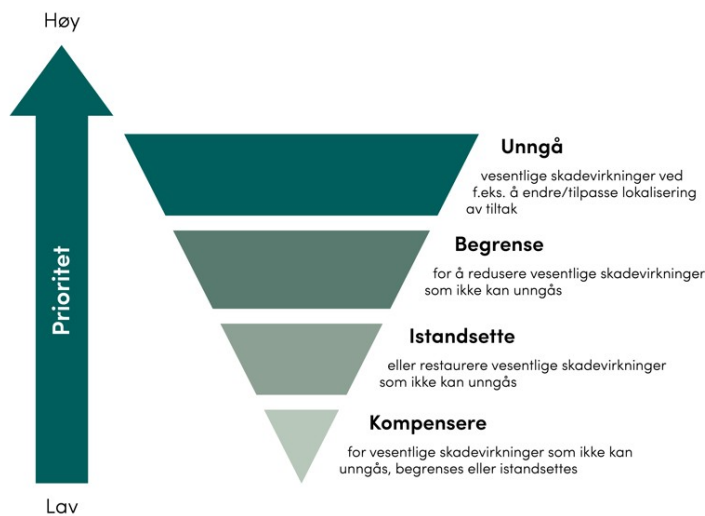 Høy
Prioritet
Lav
Unngå
vesentlige skadevirkninger ved
f.eks. å endre/tilpasse lokalisering
av tiltak
Begrense
for å redusere vesentlige skadevirkninger
som ikke kan unngås
Istandsette
eller restaurere vesentlige skadevirkninger
som ikke kan unngås
Kompensere
for vesentlige skadevirkninger som ikke kan
unngås, begrenses eller istandsettes